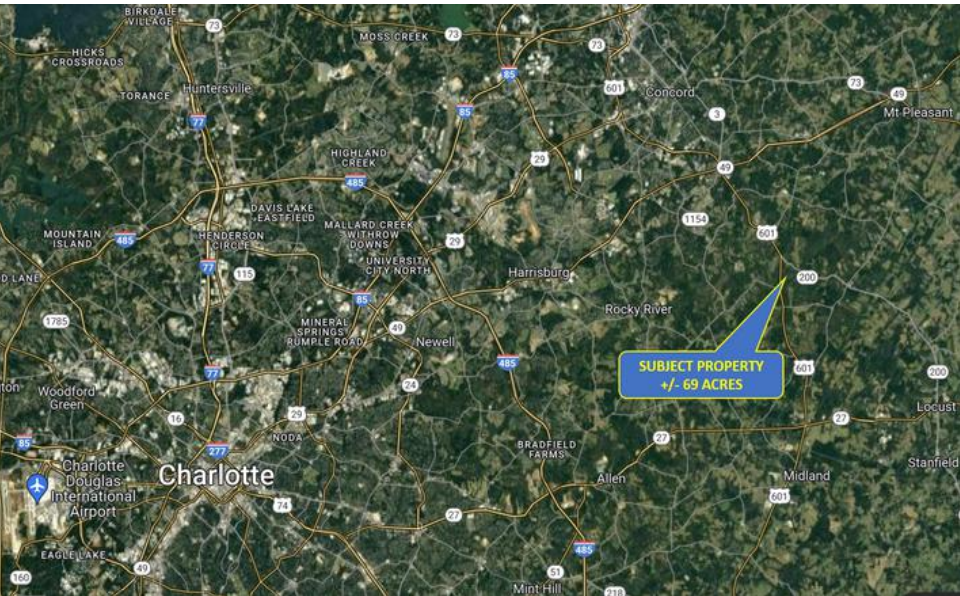 BIRKDALE
VILLAGE
73
MOSS CREEK
73
73
HICKS
CROSSROADS
85
TORANCE
Huntersville
601
Concord
73
49
77
85
3
Mt Pleasant
HIGHLAND
CREEK
29
49
485
DAVIS LAKE
- EASTFIELD
1154
MOUNTAIN
ISLAND
485
HENDERSON
CIRCLE
MALLARD CREEK
- WITHROW
DOWNS
29
601
77
115
UNIVERSITY
CITY NORTH
Harrisburg
200
D LANE
85
Rocky River
1785
MINERAL
SPRINGS -
RUMPLE ROAD
49
Newell
485
SUBJECT PROPERTY
+/- 69 ACRES
601
77
24
200
ton
Woodford
Green
16
29
27
Locust
85
NODA
27
277
BRADFIELD
FARMS
Stanfield
Charlotte
Charlotte
Douglas
International
Airport
Allen
Midland
74
27
601
EAGLE LAKE
485
49
51
160
Mint Hill
218